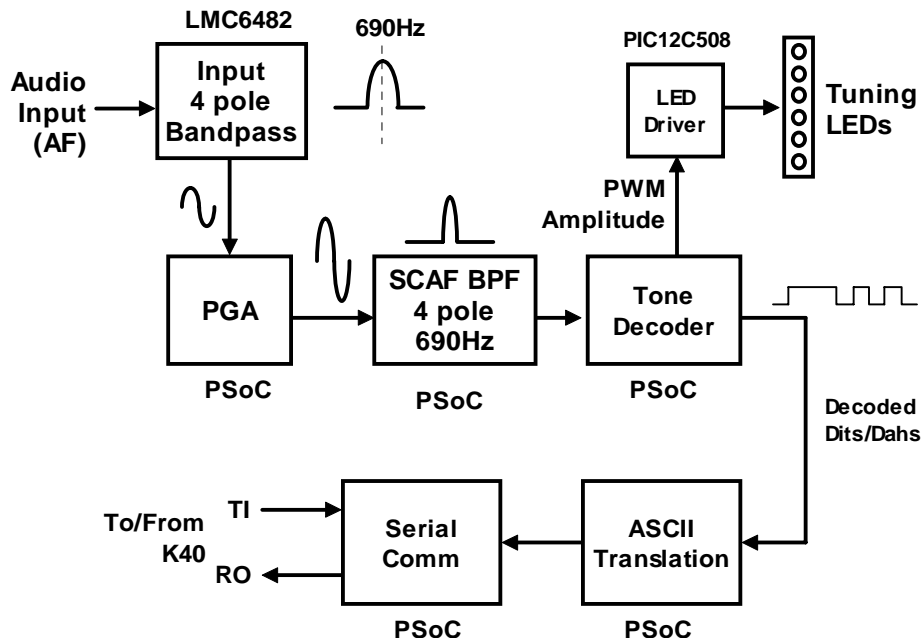 LMC6482
690Hz
PIC12C508
Audio
Input
(AF)
Input
4 pole
Bandpass
LED
Driver
Tuning
LEDs
PWM
Amplitude
PGA
SCAF BPF
4 pole
690Hz
Tone
Decoder
PSoC
PSoC
PSoC
Decoded
Dits/Dahs
To/From
K40
TI
RO
Serial
Comm
ASCII
Translation
PSoC
PSoC